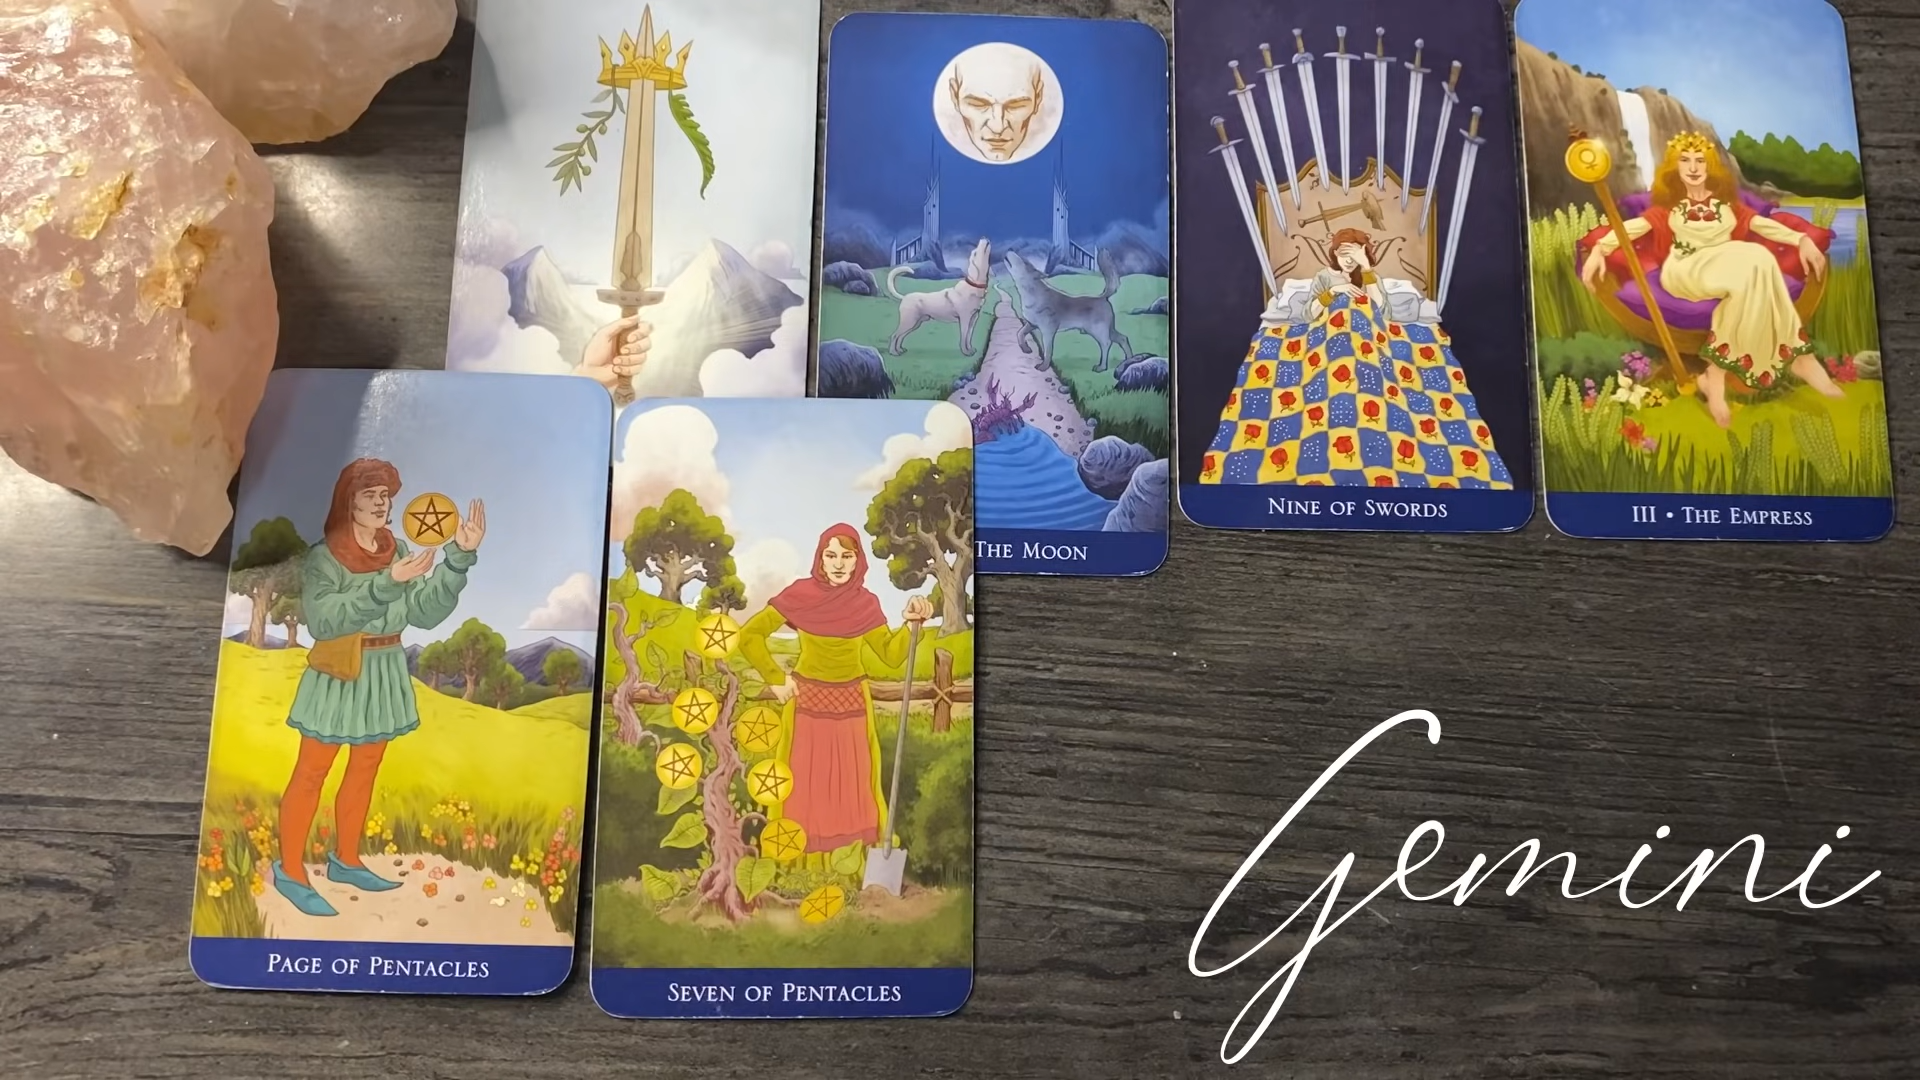 THE MOON
NINE OF SWORDS
III • THE EMPRESS
PAGE OF PENTACLES
SEVEN OF PENTACLES
Gemini